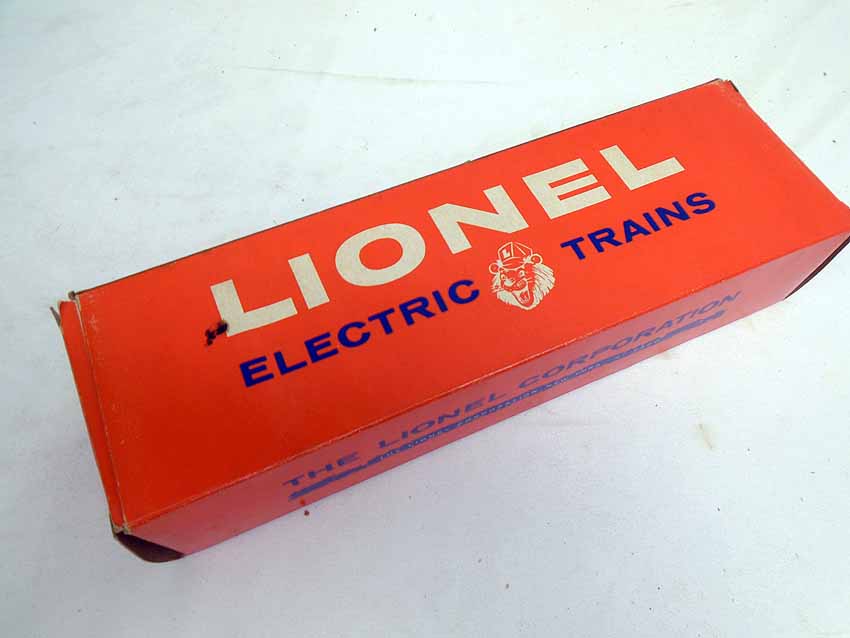 LIONEL
ELECTRIC TRAINS
L
THE LIONEL CORPORATION